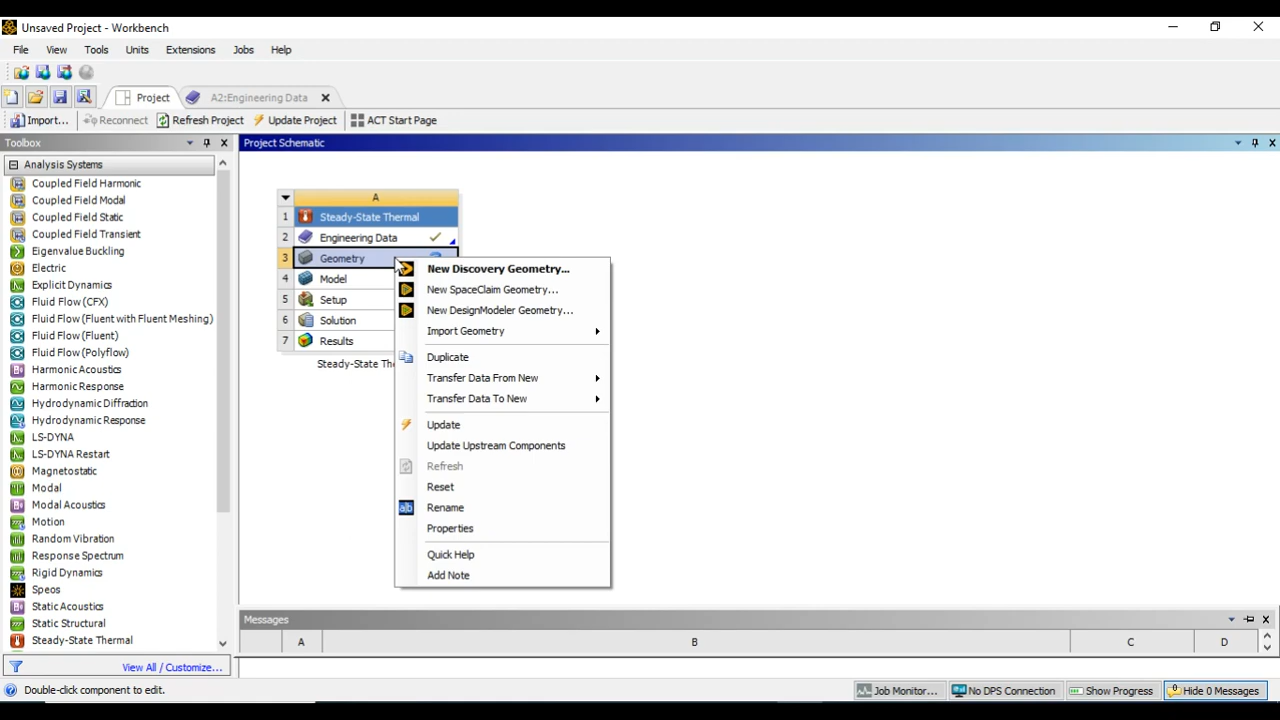 Unsaved Project - Workbench
File View Tools Units Extensions Jobs Help
Project A2:Engineering Data
Import... Reconnect Refresh Project Update Project ACT Start Page
Toolbox
Analysis Systems
Coupled Field Harmonic
Coupled Field Modal
Coupled Field Static
Coupled Field Transient
Eigenvalue Buckling
Electric
Explicit Dynamics
Fluid Flow (CFX)
Fluid Flow (Fluent with Fluent Meshing)
Fluid Flow (Fluent)
Fluid Flow (Polyflow)
Harmonic Acoustics
Harmonic Response
Hydrodynamic Diffraction
Hydrodynamic Response
LS-DYNA
LS-DYNA Restart
Magnetostatic
Modal
Modal Acoustics
Motion
Random Vibration
Response Spectrum
Rigid Dynamics
Speos
Static Acoustics
Static Structural
Steady-State Thermal
View All / Customize...
Project Schematic
A
1 Steady-State Thermal
2 Engineering Data
3 Geometry
4 Model
5 Setup
6 Solution
7 Results
Steady-State The
New Discovery Geometry...
New SpaceClaim Geometry...
New DesignModeler Geometry...
Import Geometry
Duplicate
Transfer Data From New
Transfer Data To New
Update
Update Upstream Components
Refresh
Reset
a|b Rename
Properties
Quick Help
Add Note
Messages
A B C D
Double-click component to edit.
Job Monitor... No DPS Connection Show Progress Hide 0 Messages